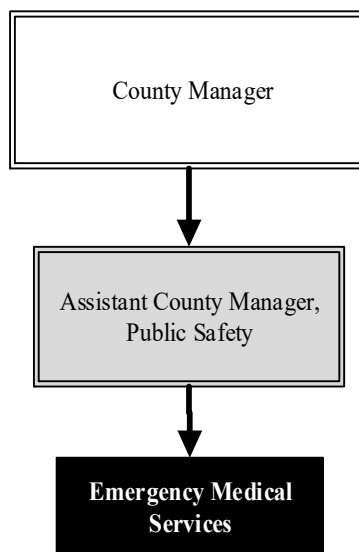 County Manager
Assistant County Manager,
Public Safety
Emergency Medical
Services